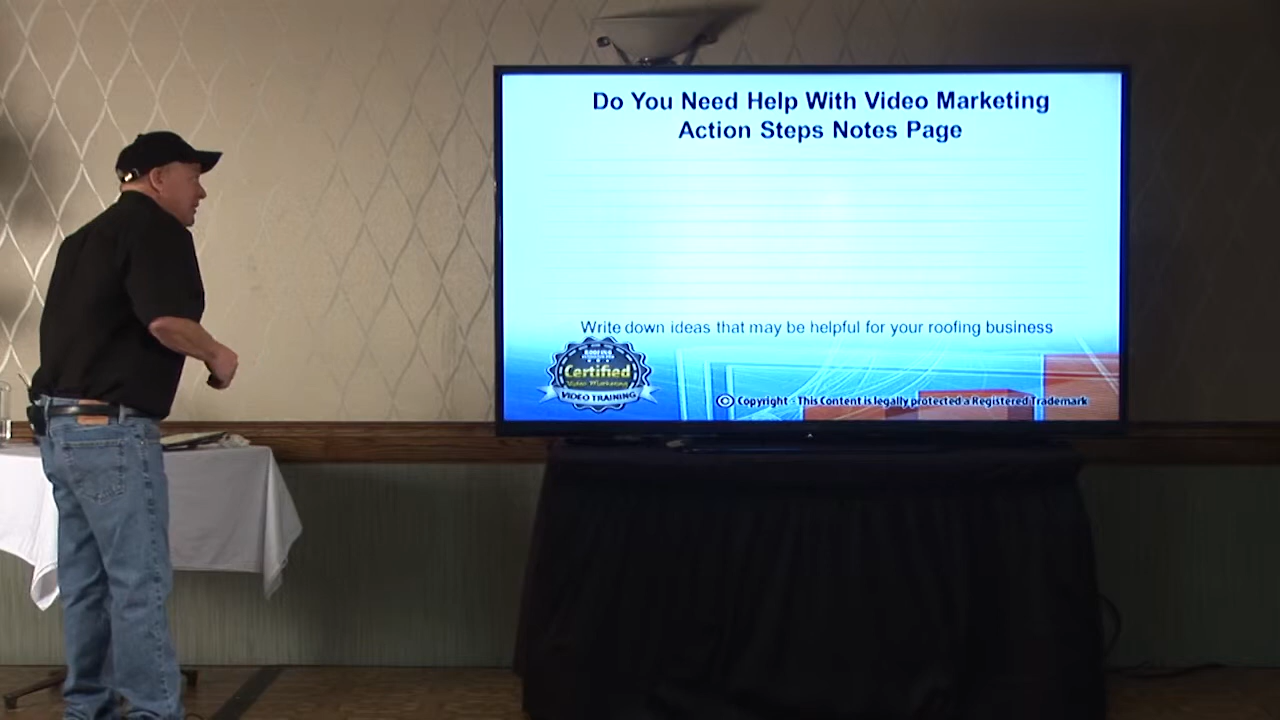 Do You Need Help With Video Marketing
Action Steps Notes Page
Write down ideas that may be helpful for your roofing business
ROOFING
Certified
Video Marketing
VIDEO TRAINING
© Copyright - This Content is legally protected a Registered Trademark